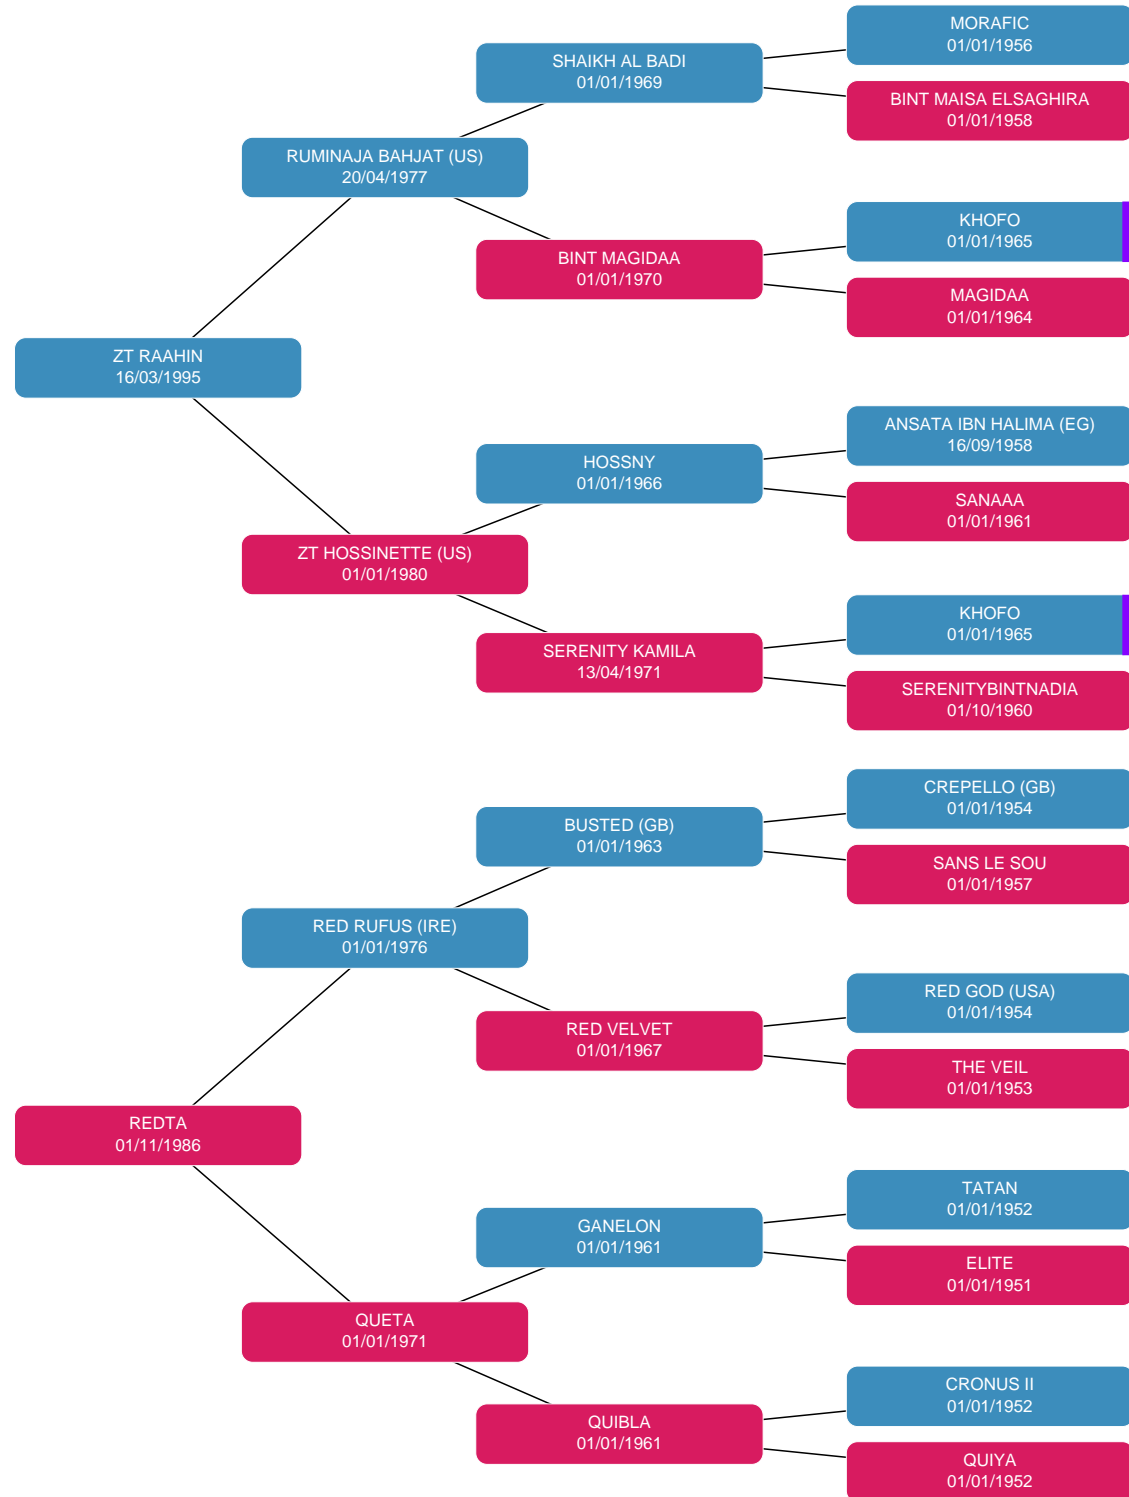 MORAFIC
01/01/1956
SHAIKH AL BADI
01/01/1969
BINT MAISA ELSAGHIRA
01/01/1958
RUMINAJA BAHJAT (US)
20/04/1977
KHOFO
01/01/1965
BINT MAGIDAA
01/01/1970
MAGIDAA
01/01/1964
ZT RAAHIN
16/03/1995
ANSATA IBN HALIMA (EG)
16/09/1958
HOSSNY
01/01/1966
SANAAA
01/01/1961
ZT HOSSINETTE (US)
01/01/1980
KHOFO
01/01/1965
SERENITY KAMILA
13/04/1971
SERENITYBINTNADIA
01/10/1960
CREPELLO (GB)
01/01/1954
BUSTED (GB)
01/01/1963
SANS LE SOU
01/01/1957
RED RUFUS (IRE)
01/01/1976
RED GOD (USA)
01/01/1954
RED VELVET
01/01/1967
THE VEIL
01/01/1953
REDTA
01/11/1986
TATAN
01/01/1952
GANELON
01/01/1961
ELITE
01/01/1951
QUETA
01/01/1971
CRONUS II
01/01/1952
QUIBLA
01/01/1961
QUIYA
01/01/1952